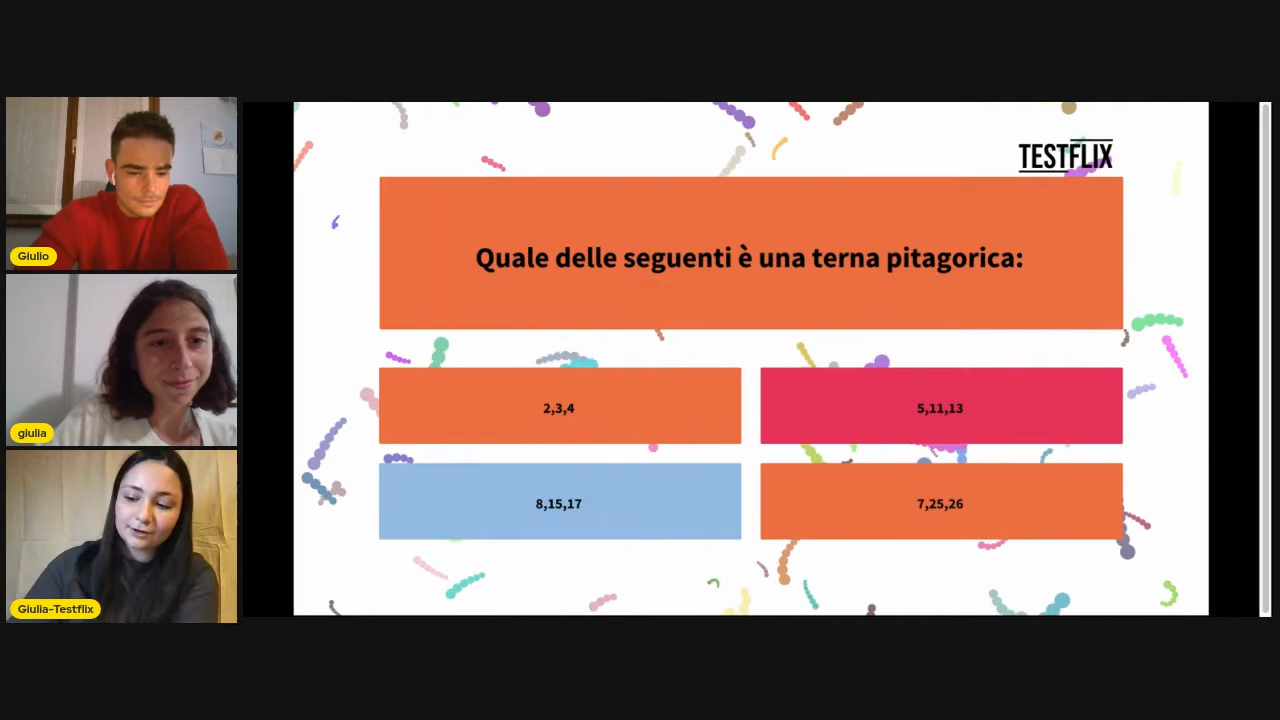 TESTFLIX
Quale delle seguenti è una terna pitagorica:
2,3,4
5,11,13
8,15,17
7,25,26
Giulio
giulia
Giulia-Testflix